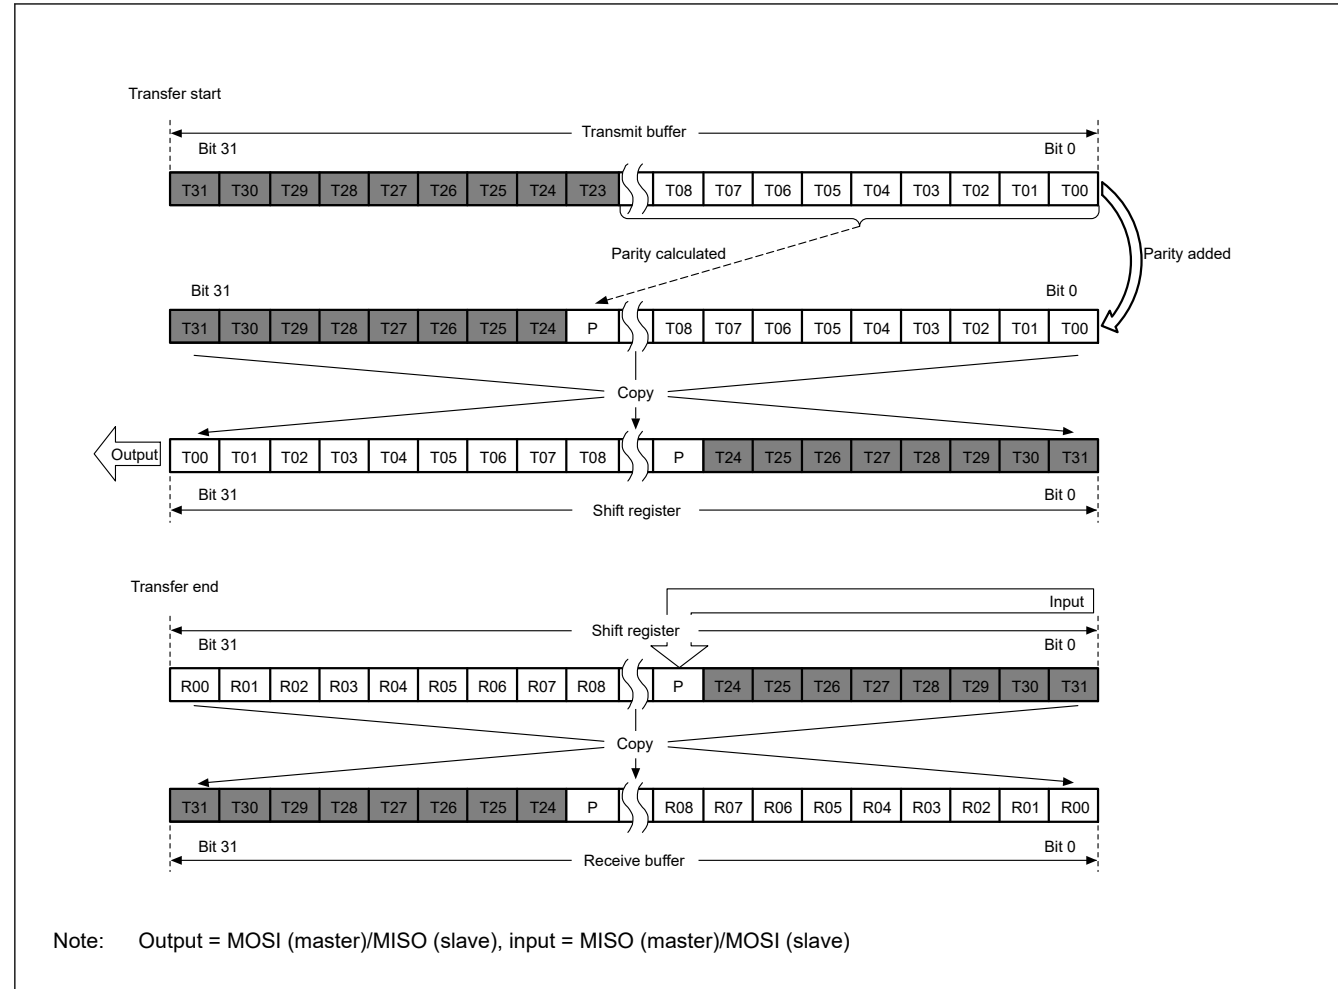 Transfer start
Transmit buffer
Bit 31 Bit 0
T31 T30 T29 T28 T27 T26 T25 T24 T23 T08 T07 T06 T05 T04 T03 T02 T01 T00
Parity calculated Parity added
Bit 31 Bit 0
T31 T30 T29 T28 T27 T26 T25 T24 P T08 T07 T06 T05 T04 T03 T02 T01 T00
Copy
Output T00 T01 T02 T03 T04 T05 T06 T07 T08 P T24 T25 T26 T27 T28 T29 T30 T31
Bit 31 Bit 0
Shift register
Transfer end
Input
Shift register
Bit 31 Bit 0
R00 R01 R02 R03 R04 R05 R06 R07 R08 P T24 T25 T26 T27 T28 T29 T30 T31
Copy
T31 T30 T29 T28 T27 T26 T25 T24 P R08 R07 R06 R05 R04 R03 R02 R01 R00
Bit 31 Bit 0
Receive buffer
Note: Output = MOSI (master)/MISO (slave), input = MISO (master)/MOSI (slave)